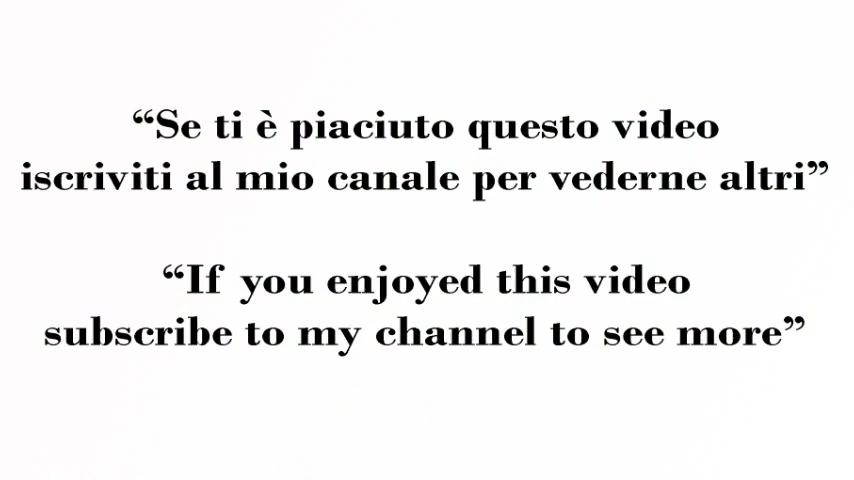 “Se ti è piaciuto questo video
iscriviti al mio canale per vederne altri”
“If you enjoyed this video
subscribe to my channel to see more”